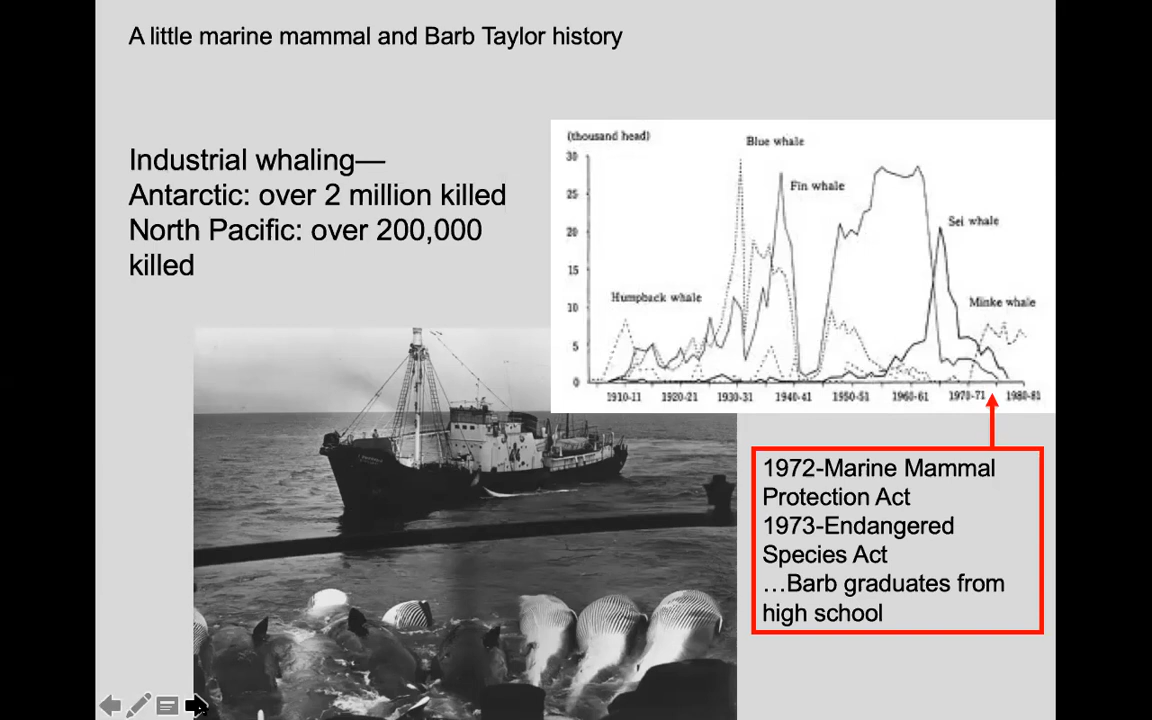 A little marine mammal and Barb Taylor history
Industrial whaling—
Antarctic: over 2 million killed
North Pacific: over 200,000
killed
(thousand head)
30
25
20
15
10
5
0
Blue whale
Fin whale
Sei whale
Humpback whale
Minke whale
1910-11 1920-21 1930-31 1940-41 1950-51 1960-61 1970-71 1980-81
1972-Marine Mammal
Protection Act
1973-Endangered
Species Act
…Barb graduates from
high school